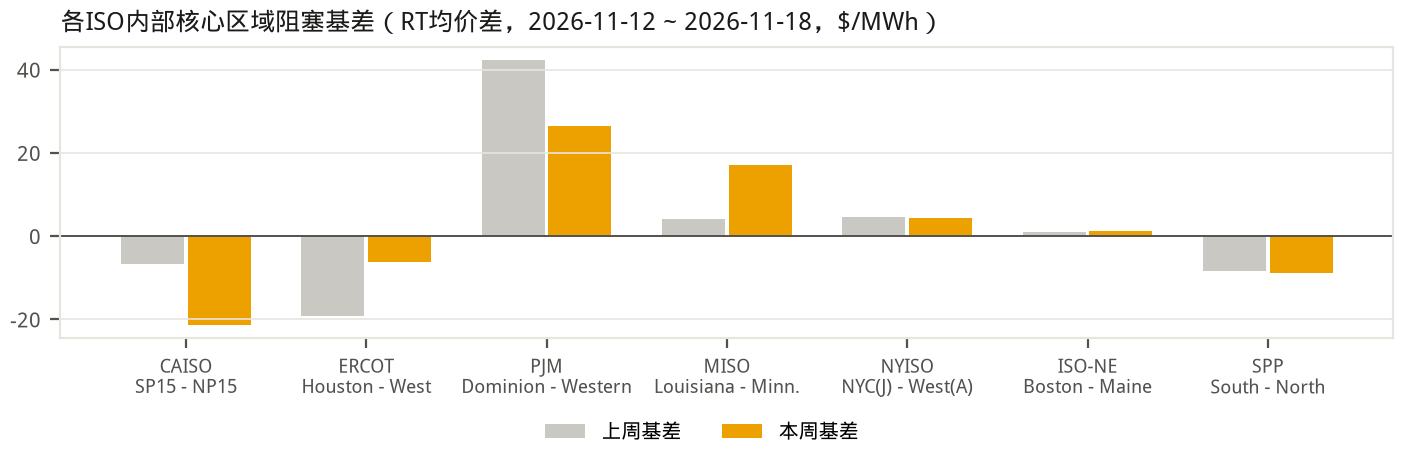 各ISO内部核心区域阻塞基差（RT均价差，2026-11-12 ~ 2026-11-18，$/MWh）
40
20
0
-20
CAISO
SP15 - NP15
ERCOT
Houston - West
PJM
Dominion - Western
MISO
Louisiana - Minn.
NYISO
NYC(J) - West(A)
ISO-NE
Boston - Maine
SPP
South - North
上周基差
本周基差